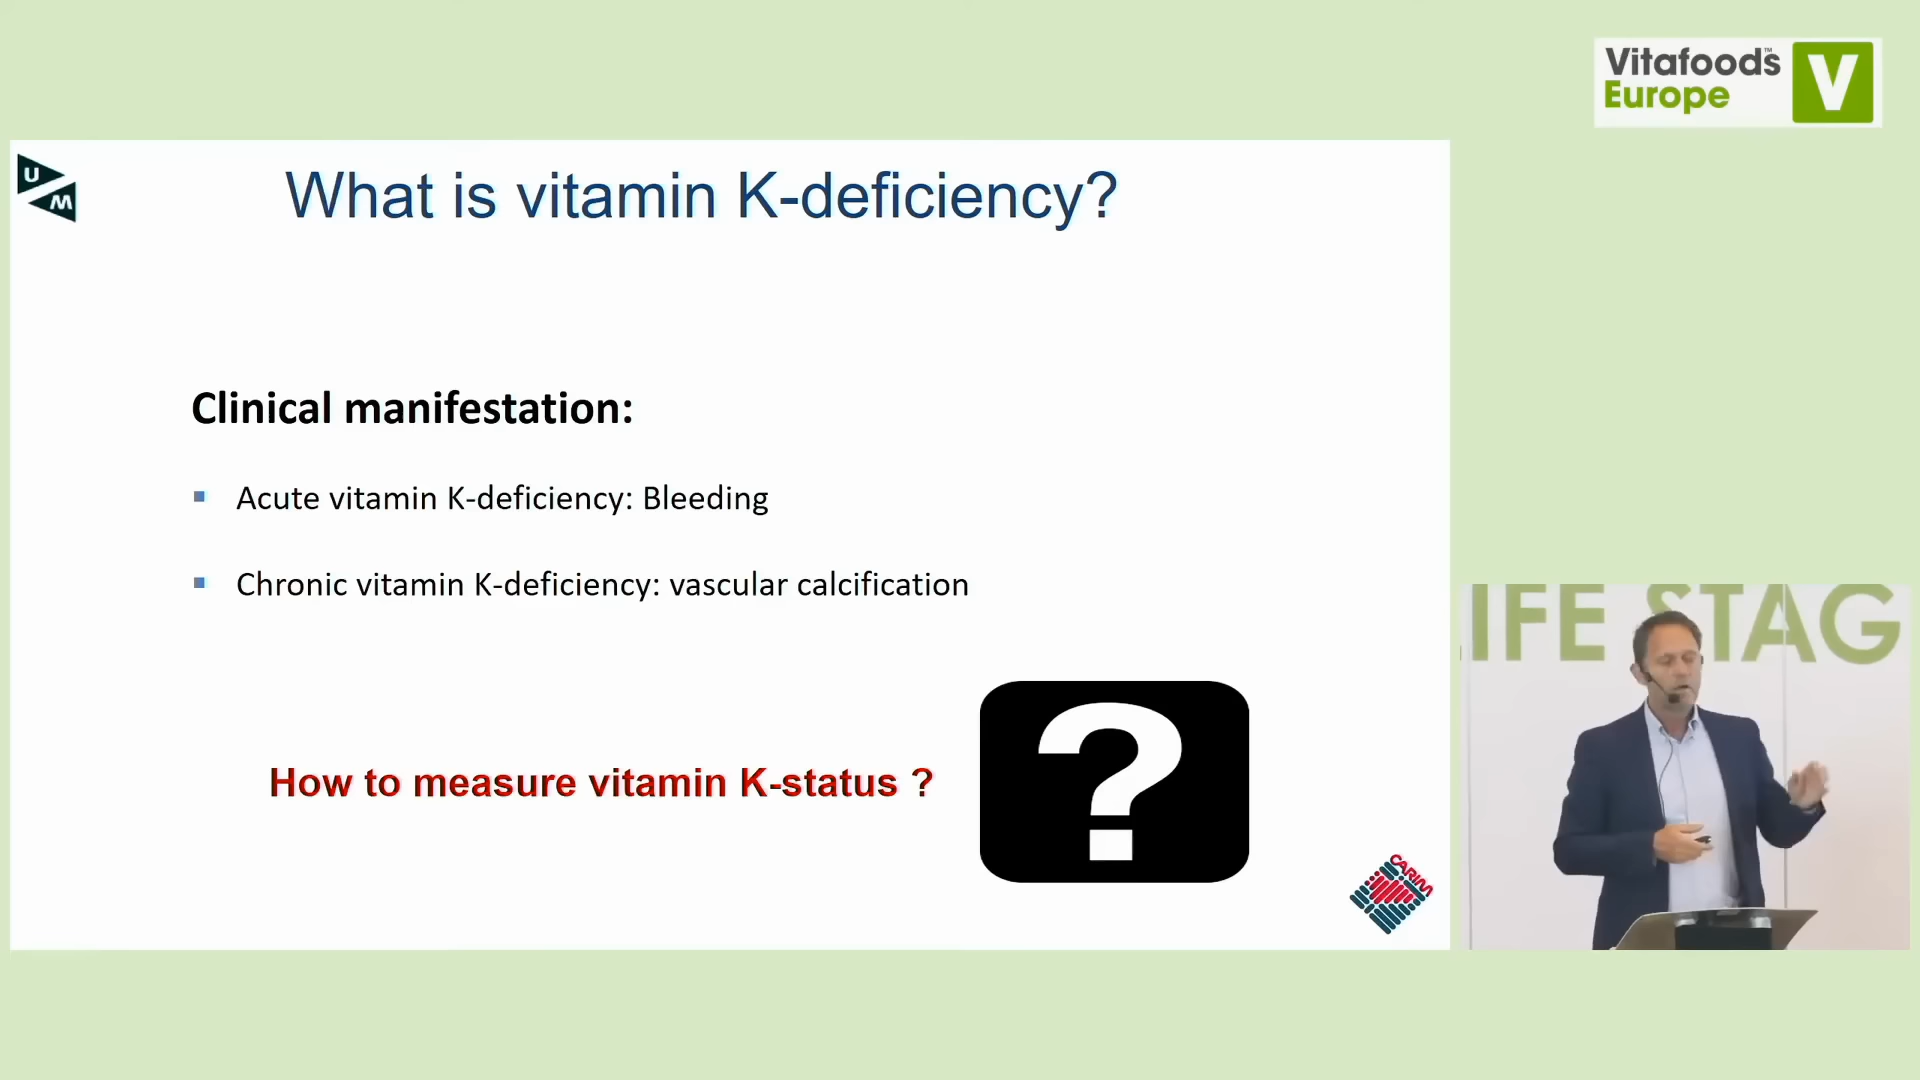 Vitafoods™
Europe
V
U
M
What is vitamin K-deficiency?
Clinical manifestation:
▪ Acute vitamin K-deficiency: Bleeding
▪ Chronic vitamin K-deficiency: vascular calcification
How to measure vitamin K-status ?
?
CARIM
IFE STAG